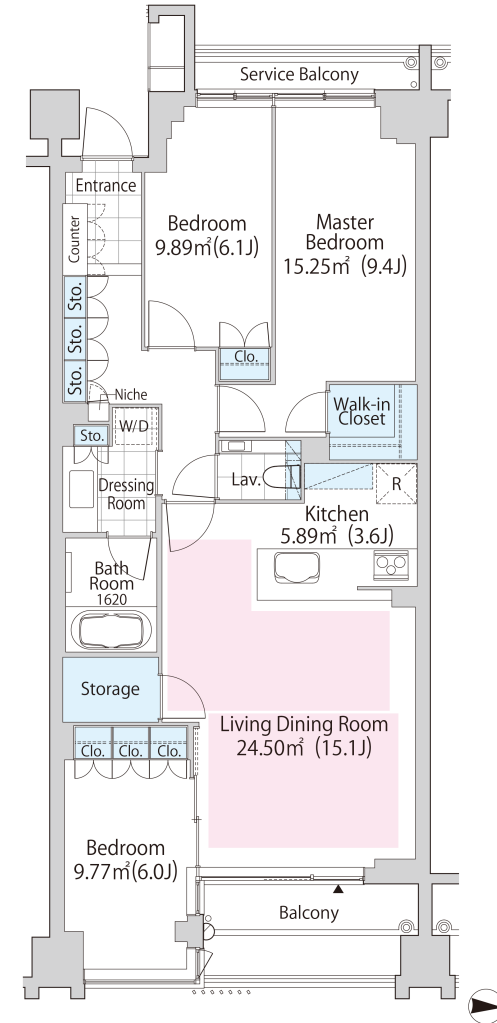 Service Balcony
Entrance
Counter
Bedroom
9.89㎡(6.1J)
Master
Bedroom
15.25㎡ (9.4J)
Sto.
Sto.
Sto.
Clo.
Niche
W/D
Sto.
Walk-in
Closet
Lav.
Dressing
Room
R
Kitchen
5.89㎡ (3.6J)
Bath
Room
1620
Storage
Living Dining Room
24.50㎡ (15.1J)
Clo.
Clo.
Clo.
Bedroom
9.77㎡(6.0J)
Balcony